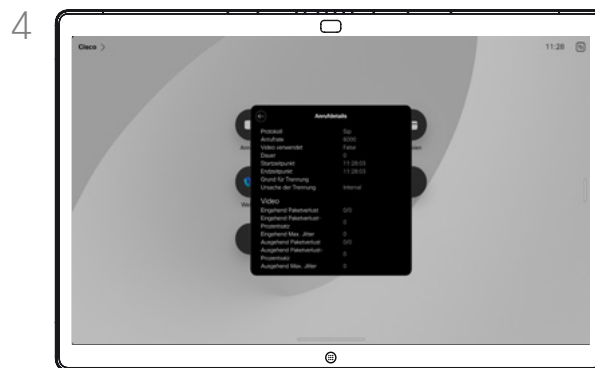 4
Cisco
11:28
Anrufdetails
Protokoll Sip
Anrufrate 6000
Video verwendet False
Dauer 0
Startzeitpunkt 11:28:03
Endzeitpunkt 11:28:03
Grund für Trennung
Ursache der Trennung Internal
Video
Eingehend Paketverlust 0/0
Eingehend Paketverlust-
Prozentsatz 0
Eingehend Max. Jitter 0
Ausgehend Paketverlust 0/0
Ausgehend Paketverlust-
Prozentsatz 0
Ausgehend Max. Jitter 0